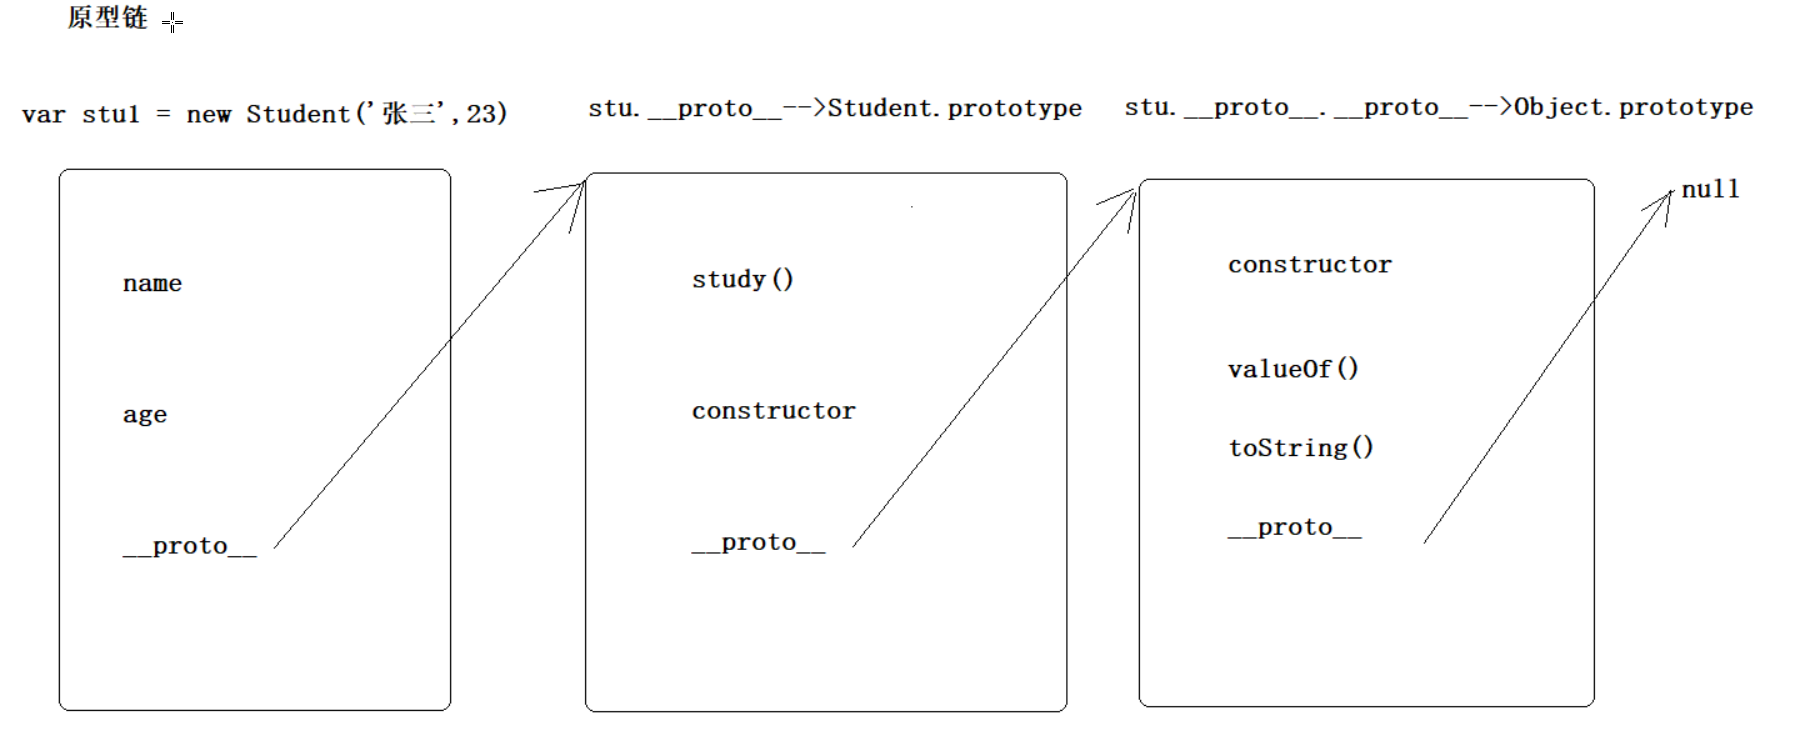 原型链
var stu1 = new Student('张三',23)
stu.__proto__-->Student.prototype
stu.__proto__.__proto__-->Object.prototype
name
age
__proto__
study()
constructor
__proto__
constructor
valueOf()
toString()
__proto__
null